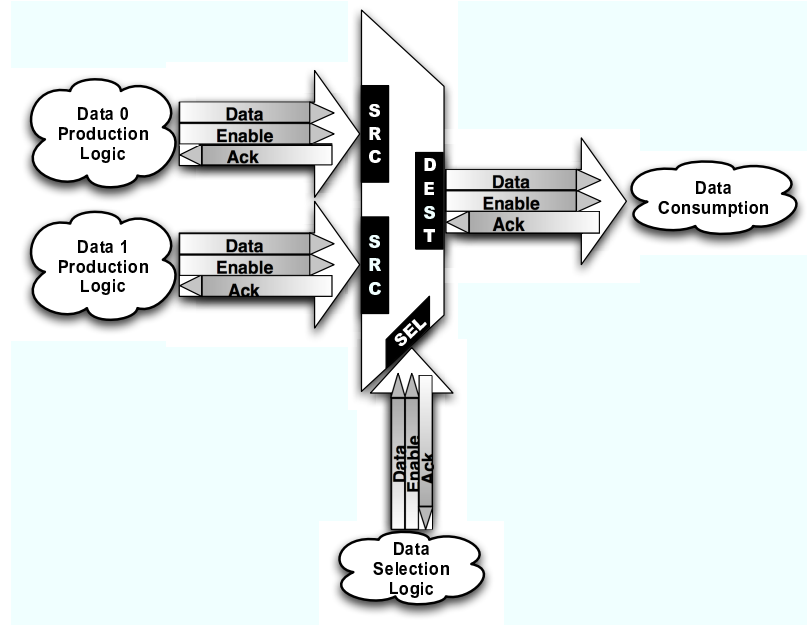 Data 0
Production
Logic
Data
Enable
Ack
SRC
Data 1
Production
Logic
Data
Enable
Ack
SRC
DEST
Data
Enable
Ack
Data
Consumption
SEL
Data
Enable
Ack
Data
Selection
Logic